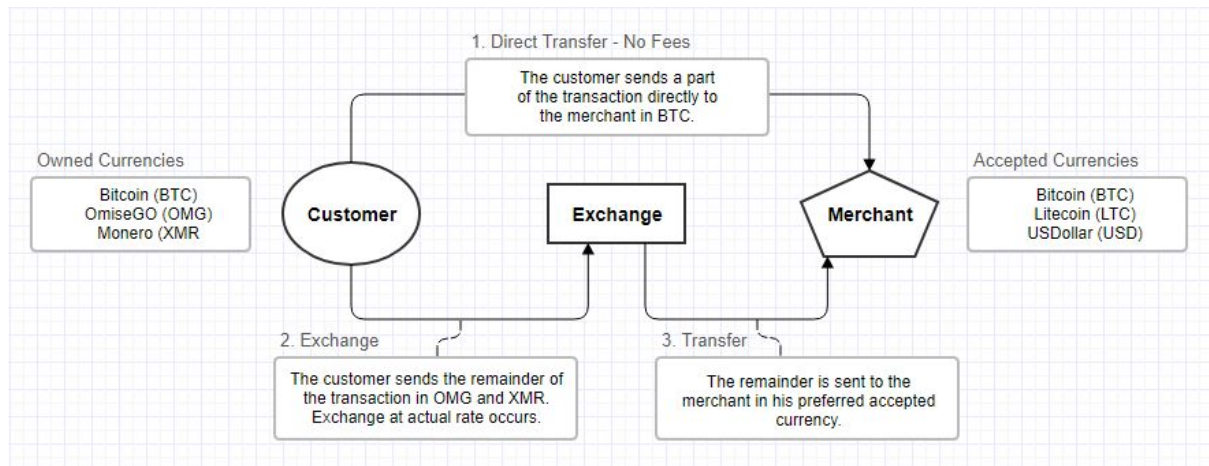 1. Direct Transfer - No Fees
The customer sends a part
of the transaction directly to
the merchant in BTC.
Owned Currencies
Bitcoin (BTC)
OmiseGO (OMG)
Monero (XMR
Customer
Exchange
Merchant
Accepted Currencies
Bitcoin (BTC)
Litecoin (LTC)
USDollar (USD)
2. Exchange
The customer sends the remainder of
the transaction in OMG and XMR.
Exchange at actual rate occurs.
3. Transfer
The remainder is sent to the
merchant in his preferred accepted
currency.